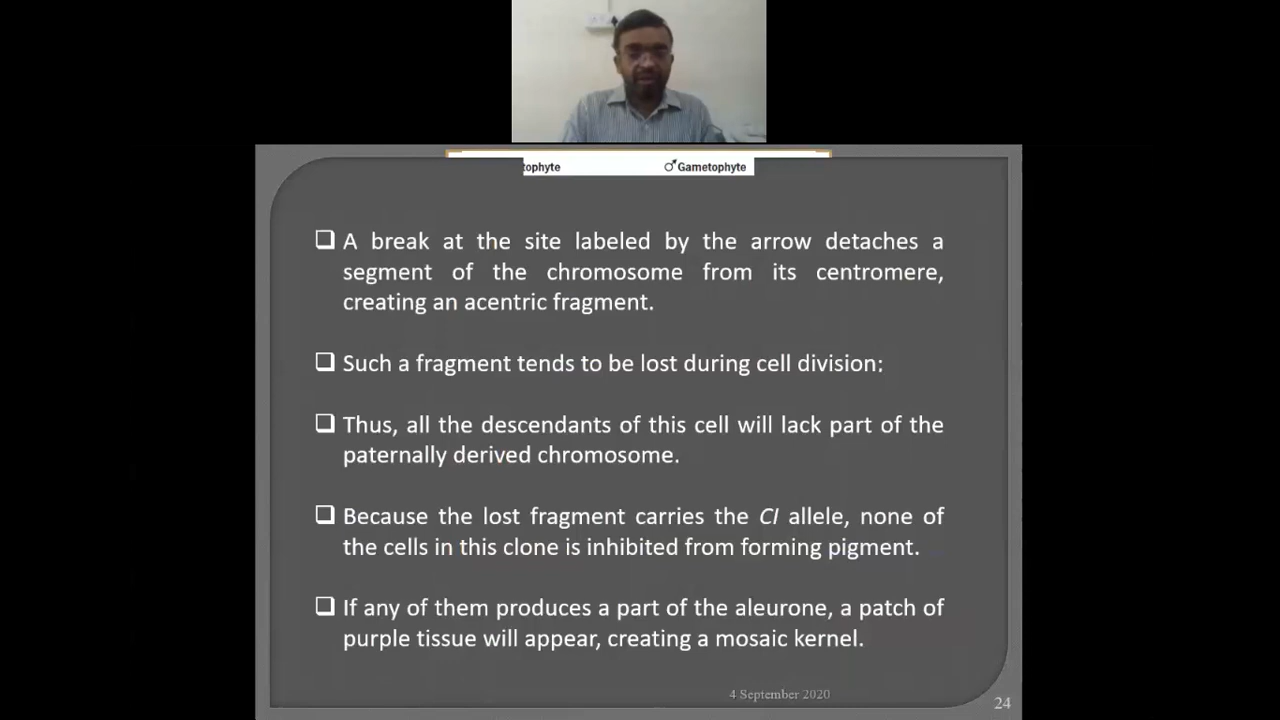 tophyte ♂Gametophyte
❑ A break at the site labeled by the arrow detaches a
segment of the chromosome from its centromere,
creating an acentric fragment.
❑ Such a fragment tends to be lost during cell division:
❑ Thus, all the descendants of this cell will lack part of the
paternally derived chromosome.
❑ Because the lost fragment carries the CI allele, none of
the cells in this clone is inhibited from forming pigment.
❑ If any of them produces a part of the aleurone, a patch of
purple tissue will appear, creating a mosaic kernel.
4 September 2020
24